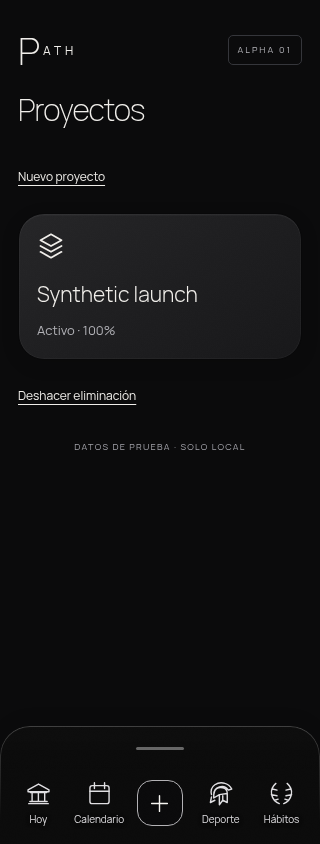 PATH
ALPHA 01
Proyectos
Nuevo proyecto
Synthetic launch
Activo · 100%
Deshacer eliminación
DATOS DE PRUEBA · SOLO LOCAL
Hoy
Calendario
Deporte
Hábitos